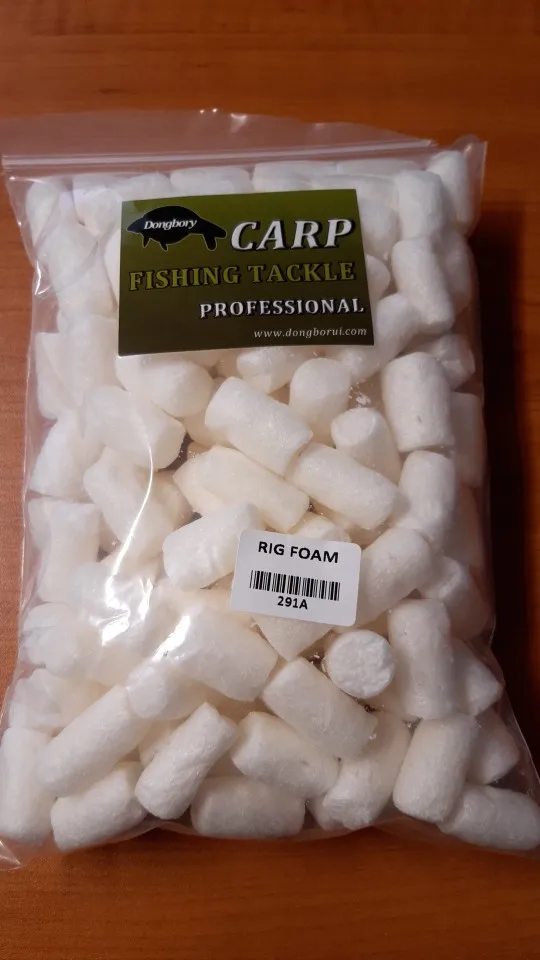 Dongbory
CARP
FISHING TACKLE
PROFESSIONAL
www.dongborui.com
RIG FOAM
291A